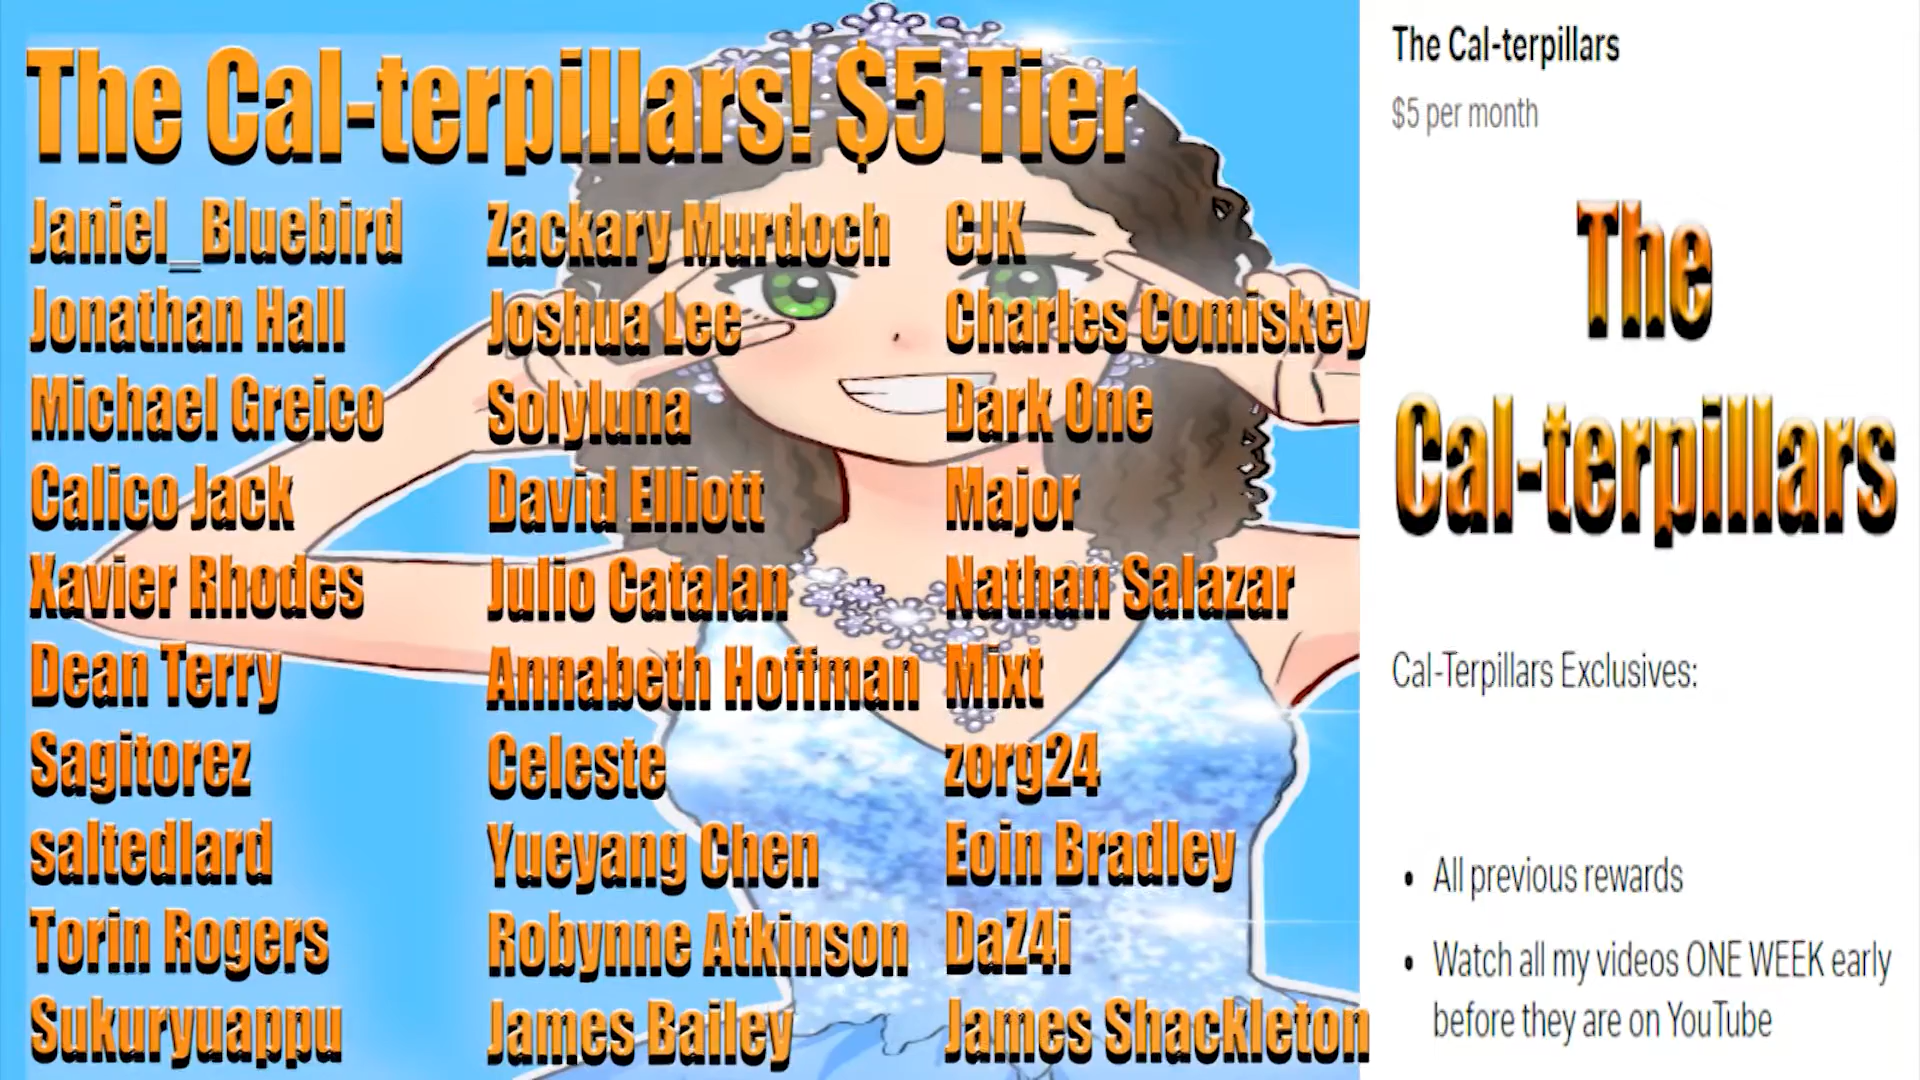 The Cal-terpillars! $5 Tier
Janiel_Bluebird
Jonathan Hall
Michael Greico
Calico Jack
Xavier Rhodes
Dean Terry
Sagitorez
saltedlard
Torin Rogers
Sukuryuappu
Zackary Murdoch
Joshua Lee
Solyluna
David Elliott
Julio Catalan
Annabeth Hoffman
Celeste
Yueyang Chen
Robynne Atkinson
James Bailey
CJK
Charles Comiskey
Dark One
Major
Nathan Salazar
Mixt
zorg24
Eoin Bradley
DaZ4i
James Shackleton
The Cal-terpillars
$5 per month
The
Cal-terpillars
Cal-Terpillars Exclusives:
• All previous rewards
• Watch all my videos ONE WEEK early
before they are on YouTube